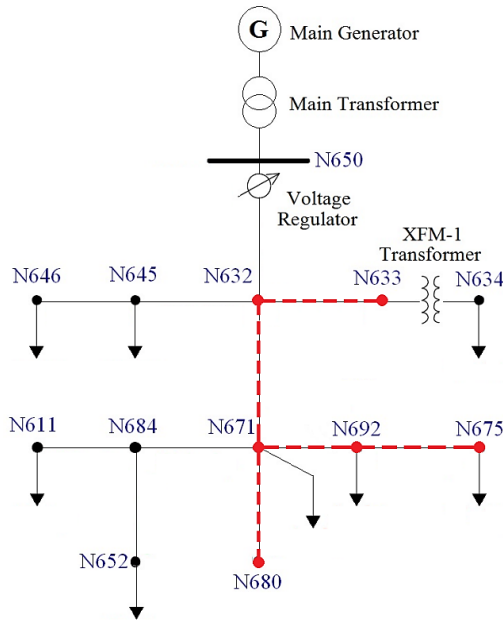 G
Main Generator
Main Transformer
N650
Voltage
Regulator
XFM-1
Transformer
N646
N645
N632
N633
N634
N611
N684
N671
N692
N675
N652
N680